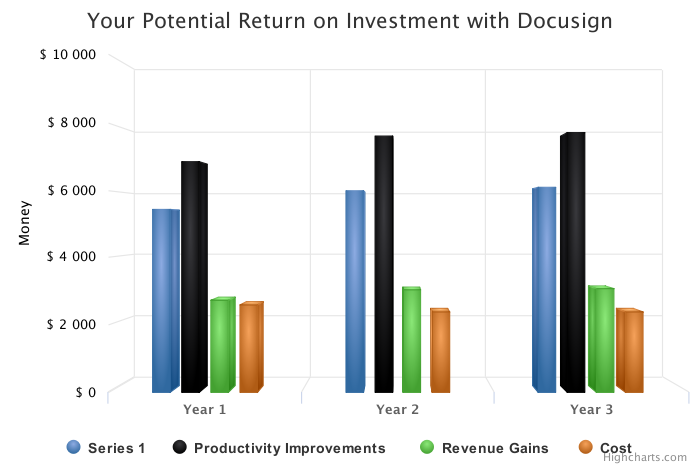 Your Potential Return on Investment with Docusign
$ 10 000
$ 8 000
$ 6 000
$ 4 000
$ 2 000
$ 0
Money
Year 1
Year 2
Year 3
Series 1
Productivity Improvements
Revenue Gains
Cost
Highcharts.com